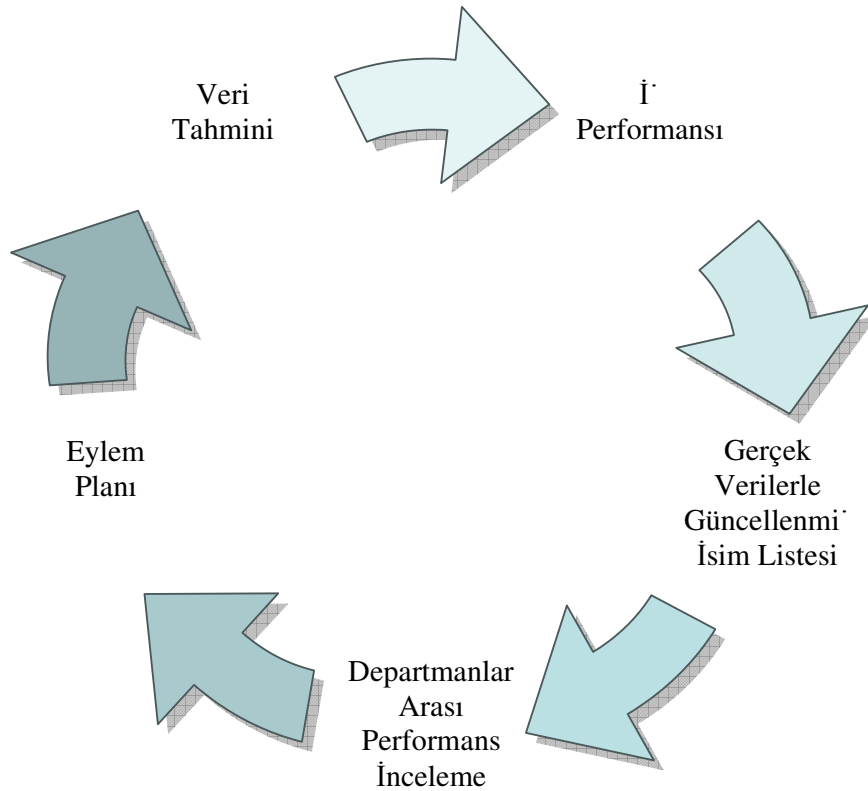 Veri
Tahmini
İ˙
Performansı
Gerçek
Verilerle
Güncellenmi˙
İsim Listesi
Departmanlar
Arası
Performans
İnceleme
Eylem
Planı